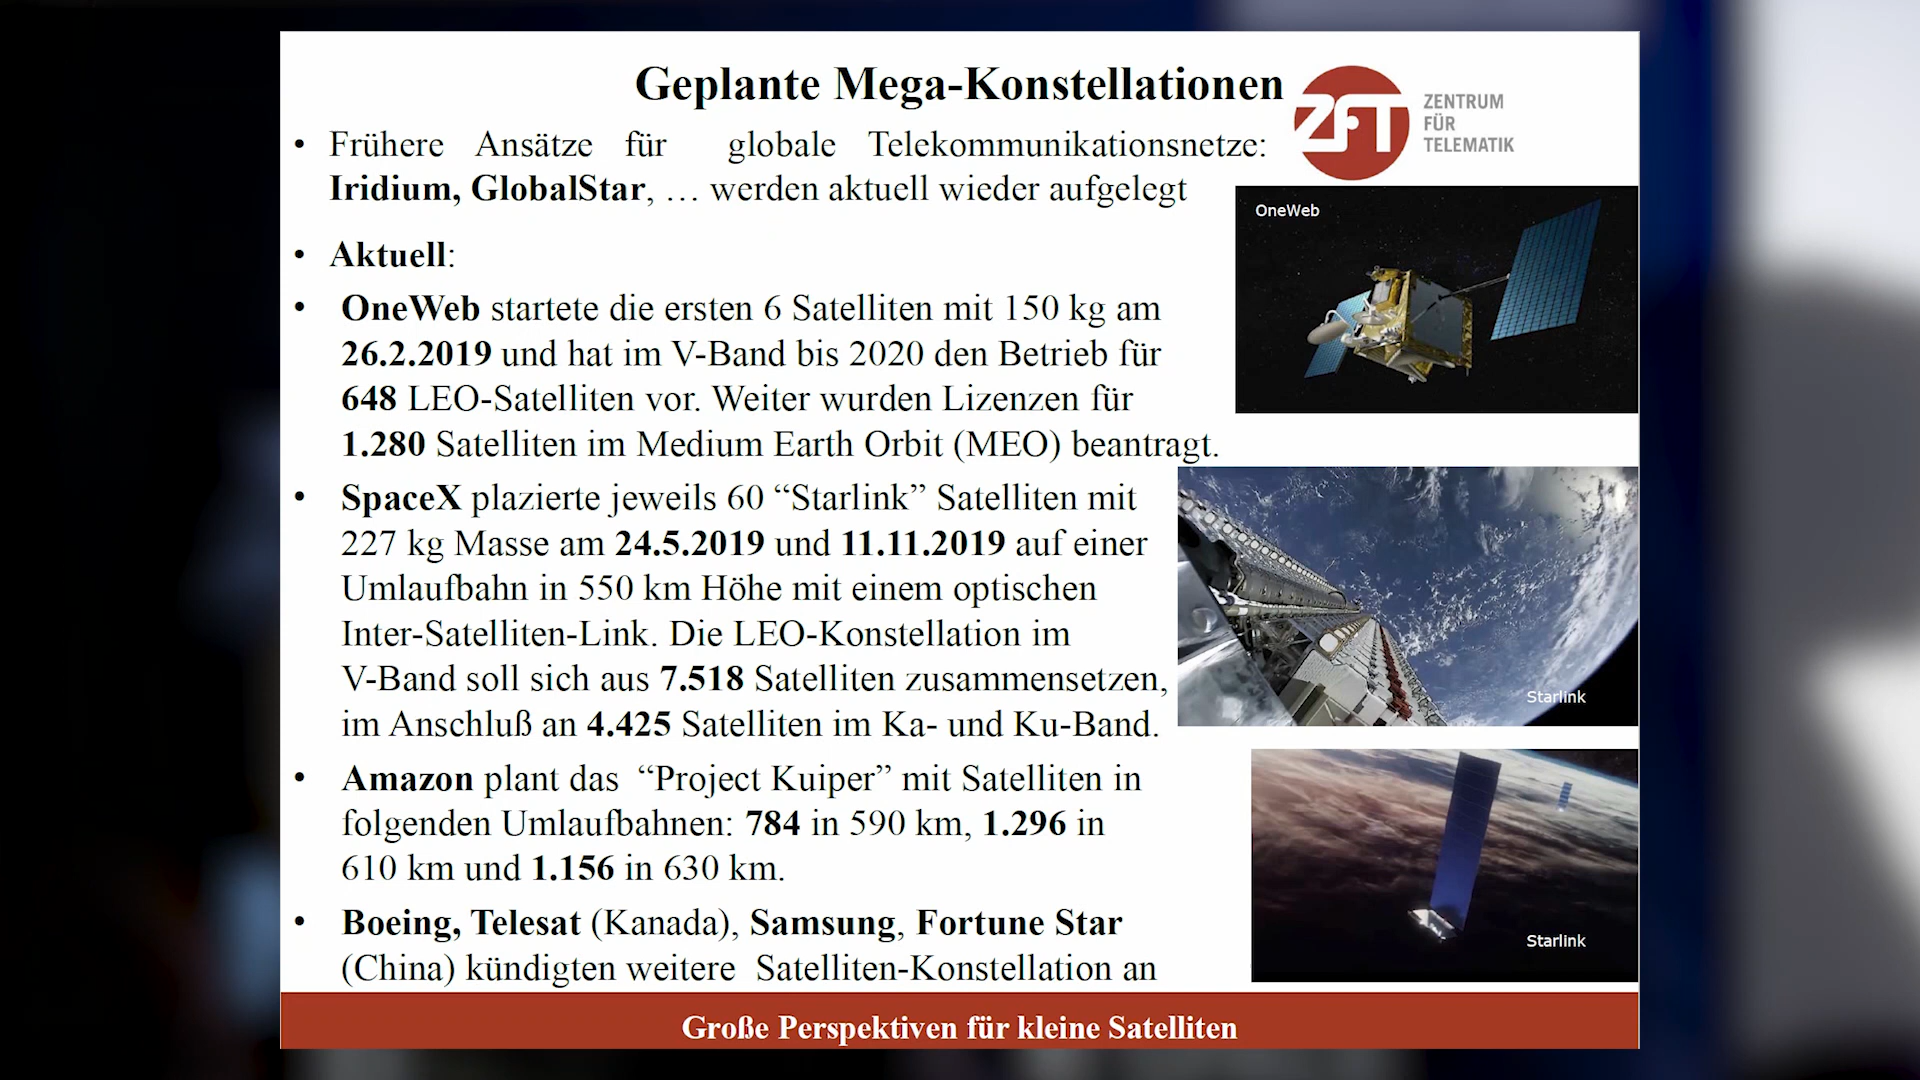 Geplante Mega-Konstellationen
ZFT
ZENTRUM
FÜR
TELEMATIK
• Frühere Ansätze für globale Telekommunikationsnetze:
Iridium, GlobalStar, … werden aktuell wieder aufgelegt
• Aktuell:
• OneWeb startete die ersten 6 Satelliten mit 150 kg am
26.2.2019 und hat im V-Band bis 2020 den Betrieb für
648 LEO-Satelliten vor. Weiter wurden Lizenzen für
1.280 Satelliten im Medium Earth Orbit (MEO) beantragt.
• SpaceX plazierte jeweils 60 “Starlink” Satelliten mit
227 kg Masse am 24.5.2019 und 11.11.2019 auf einer
Umlaufbahn in 550 km Höhe mit einem optischen
Inter-Satelliten-Link. Die LEO-Konstellation im
V-Band soll sich aus 7.518 Satelliten zusammensetzen,
im Anschluß an 4.425 Satelliten im Ka- und Ku-Band.
• Amazon plant das “Project Kuiper” mit Satelliten in
folgenden Umlaufbahnen: 784 in 590 km, 1.296 in
610 km und 1.156 in 630 km.
• Boeing, Telesat (Kanada), Samsung, Fortune Star
(China) kündigten weitere Satelliten-Konstellation an
OneWeb
Starlink
Starlink
Große Perspektiven für kleine Satelliten